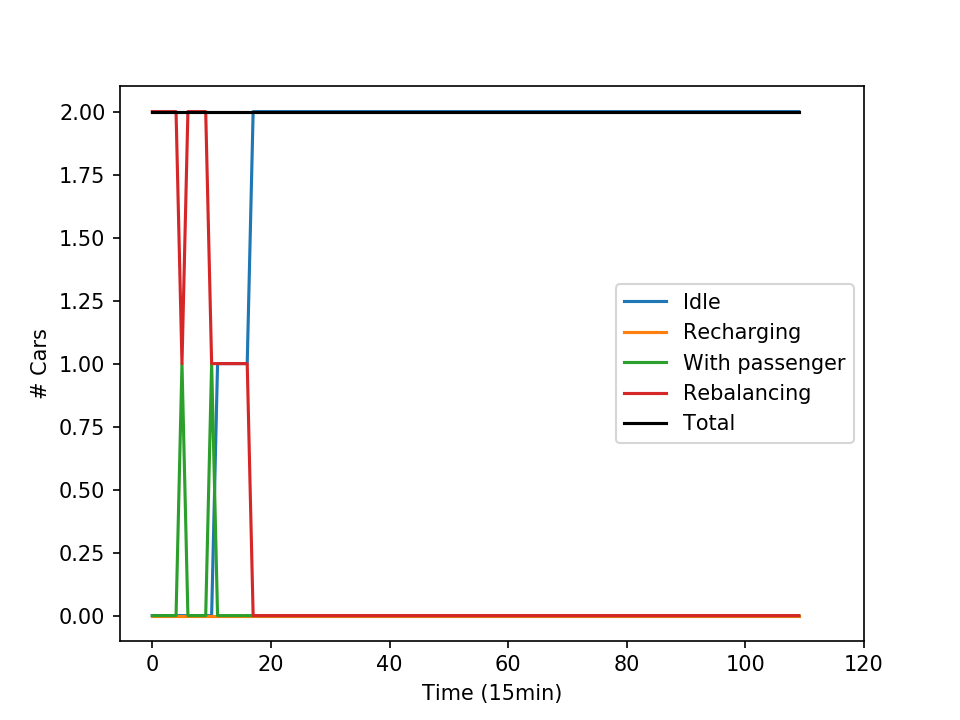 2.00
1.75
1.50
1.25
1.00
0.75
0.50
0.25
0.00
# Cars
Idle
Recharging
With passenger
Rebalancing
Total
0 20 40 60 80 100 120
Time (15min)